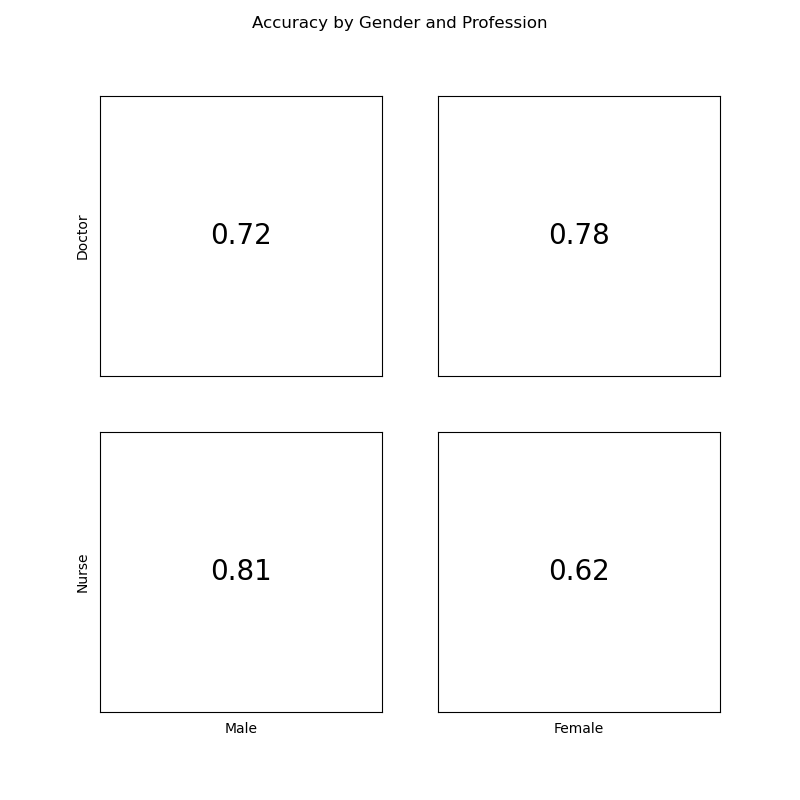 Accuracy by Gender and Profession
Doctor
0.72
0.78
Nurse
0.81
0.62
Male
Female